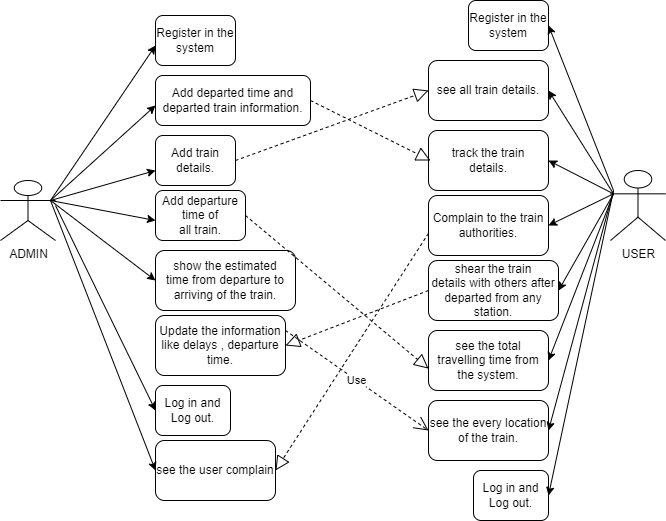 Register in the
system
Add departed time and
departed train information.
Add train
details.
Add departure
time of
all train.
show the estimated
time from departure to
arriving of the train.
Update the information
like delays , departure
time.
Log in and
Log out.
see the user complain
ADMIN
Use
Register in the
system
see all train details.
track the train
details.
Complain to the train
authorities.
shear the train
details with others after
departed from any
station.
see the total
travelling time from
the system.
see the every location
of the train.
Log in and
Log out.
USER